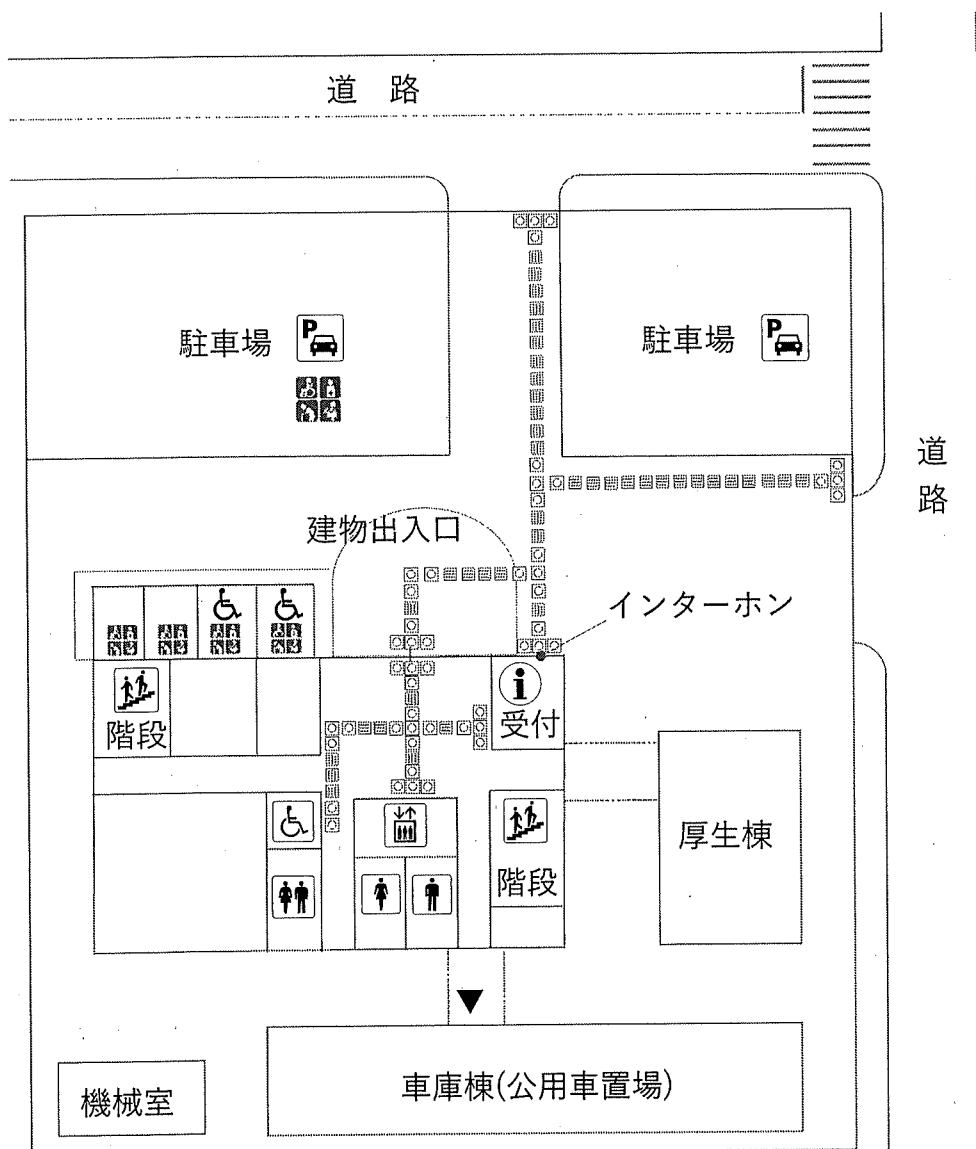 道 路
駐車場
P
駐車場
P
道路
建物出入口
インターホン
i
受付
階段
階段
厚生棟
機械室
車庫棟(公用車置場)